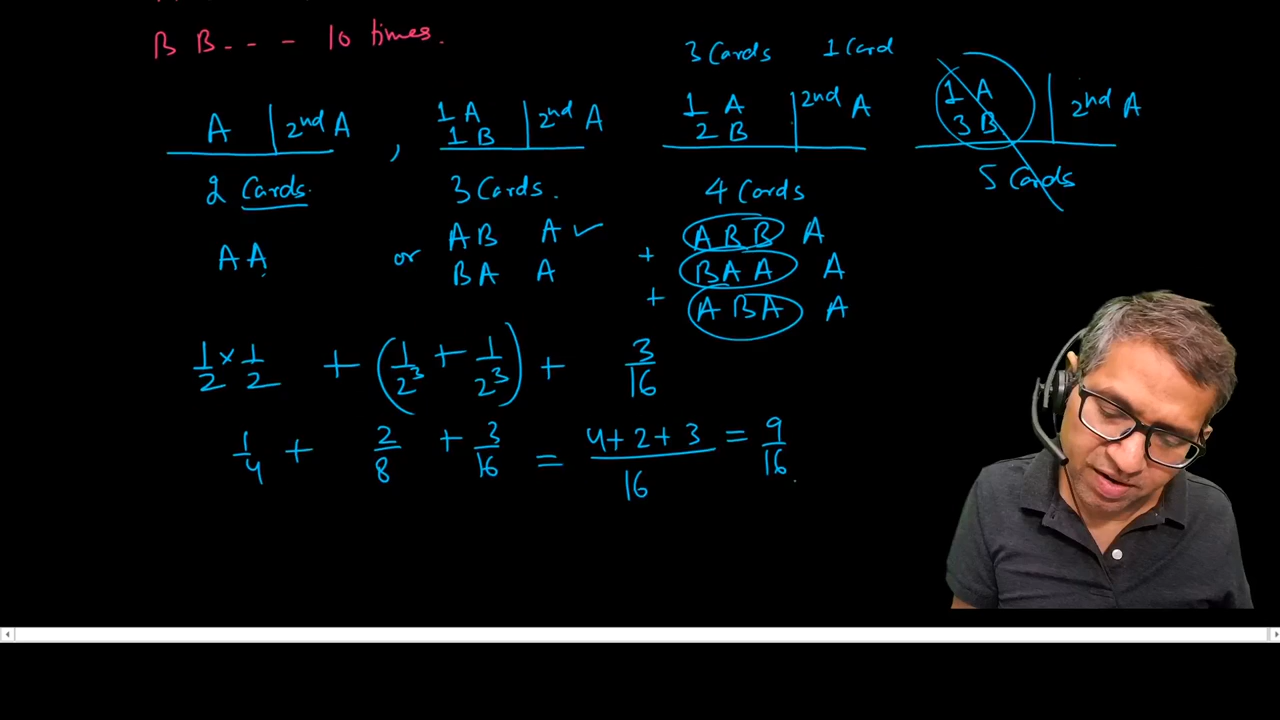 B B - - - 10 times.
3 Cards 1 Card
A | 2nd A , 1 A 1 B | 2nd A 1 A 2 B | 2nd A 1 A 3 B | 2nd A
2 Cards. 3 Cards. 4 Cards 5 Cards
A A or A B A ✓ + A B B A
B A A + B A A A
A B A A
1/2 × 1/2 + (1/2³ + 1/2³) + 3/16
1/4 + 2/8 + 3/16 = 4+2+3/16 = 9/16